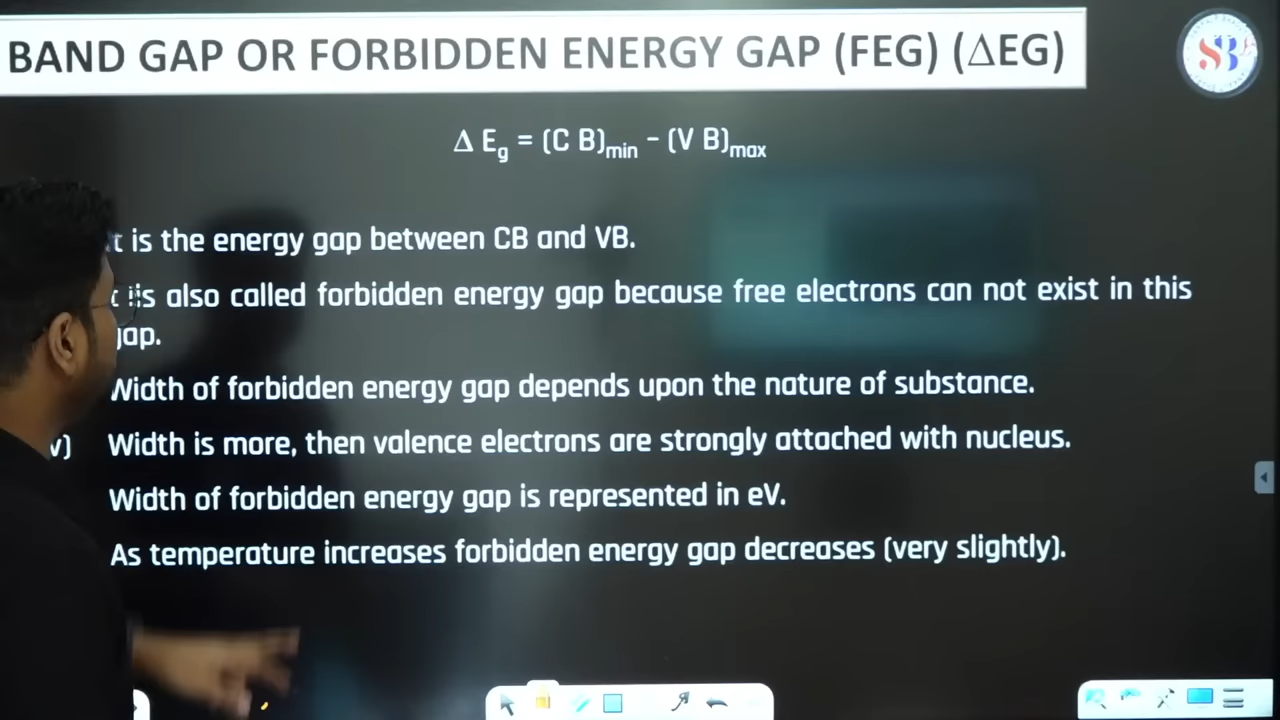 BAND GAP OR FORBIDDEN ENERGY GAP (FEG) (∆EG)
SB
Δ Eg = (C B)min - (V B)max
t is the energy gap between CB and VB.
is also called forbidden energy gap because free electrons can not exist in this
gap.
Width of forbidden energy gap depends upon the nature of substance.
v) Width is more, then valence electrons are strongly attached with nucleus.
Width of forbidden energy gap is represented in eV.
As temperature increases forbidden energy gap decreases (very slightly).